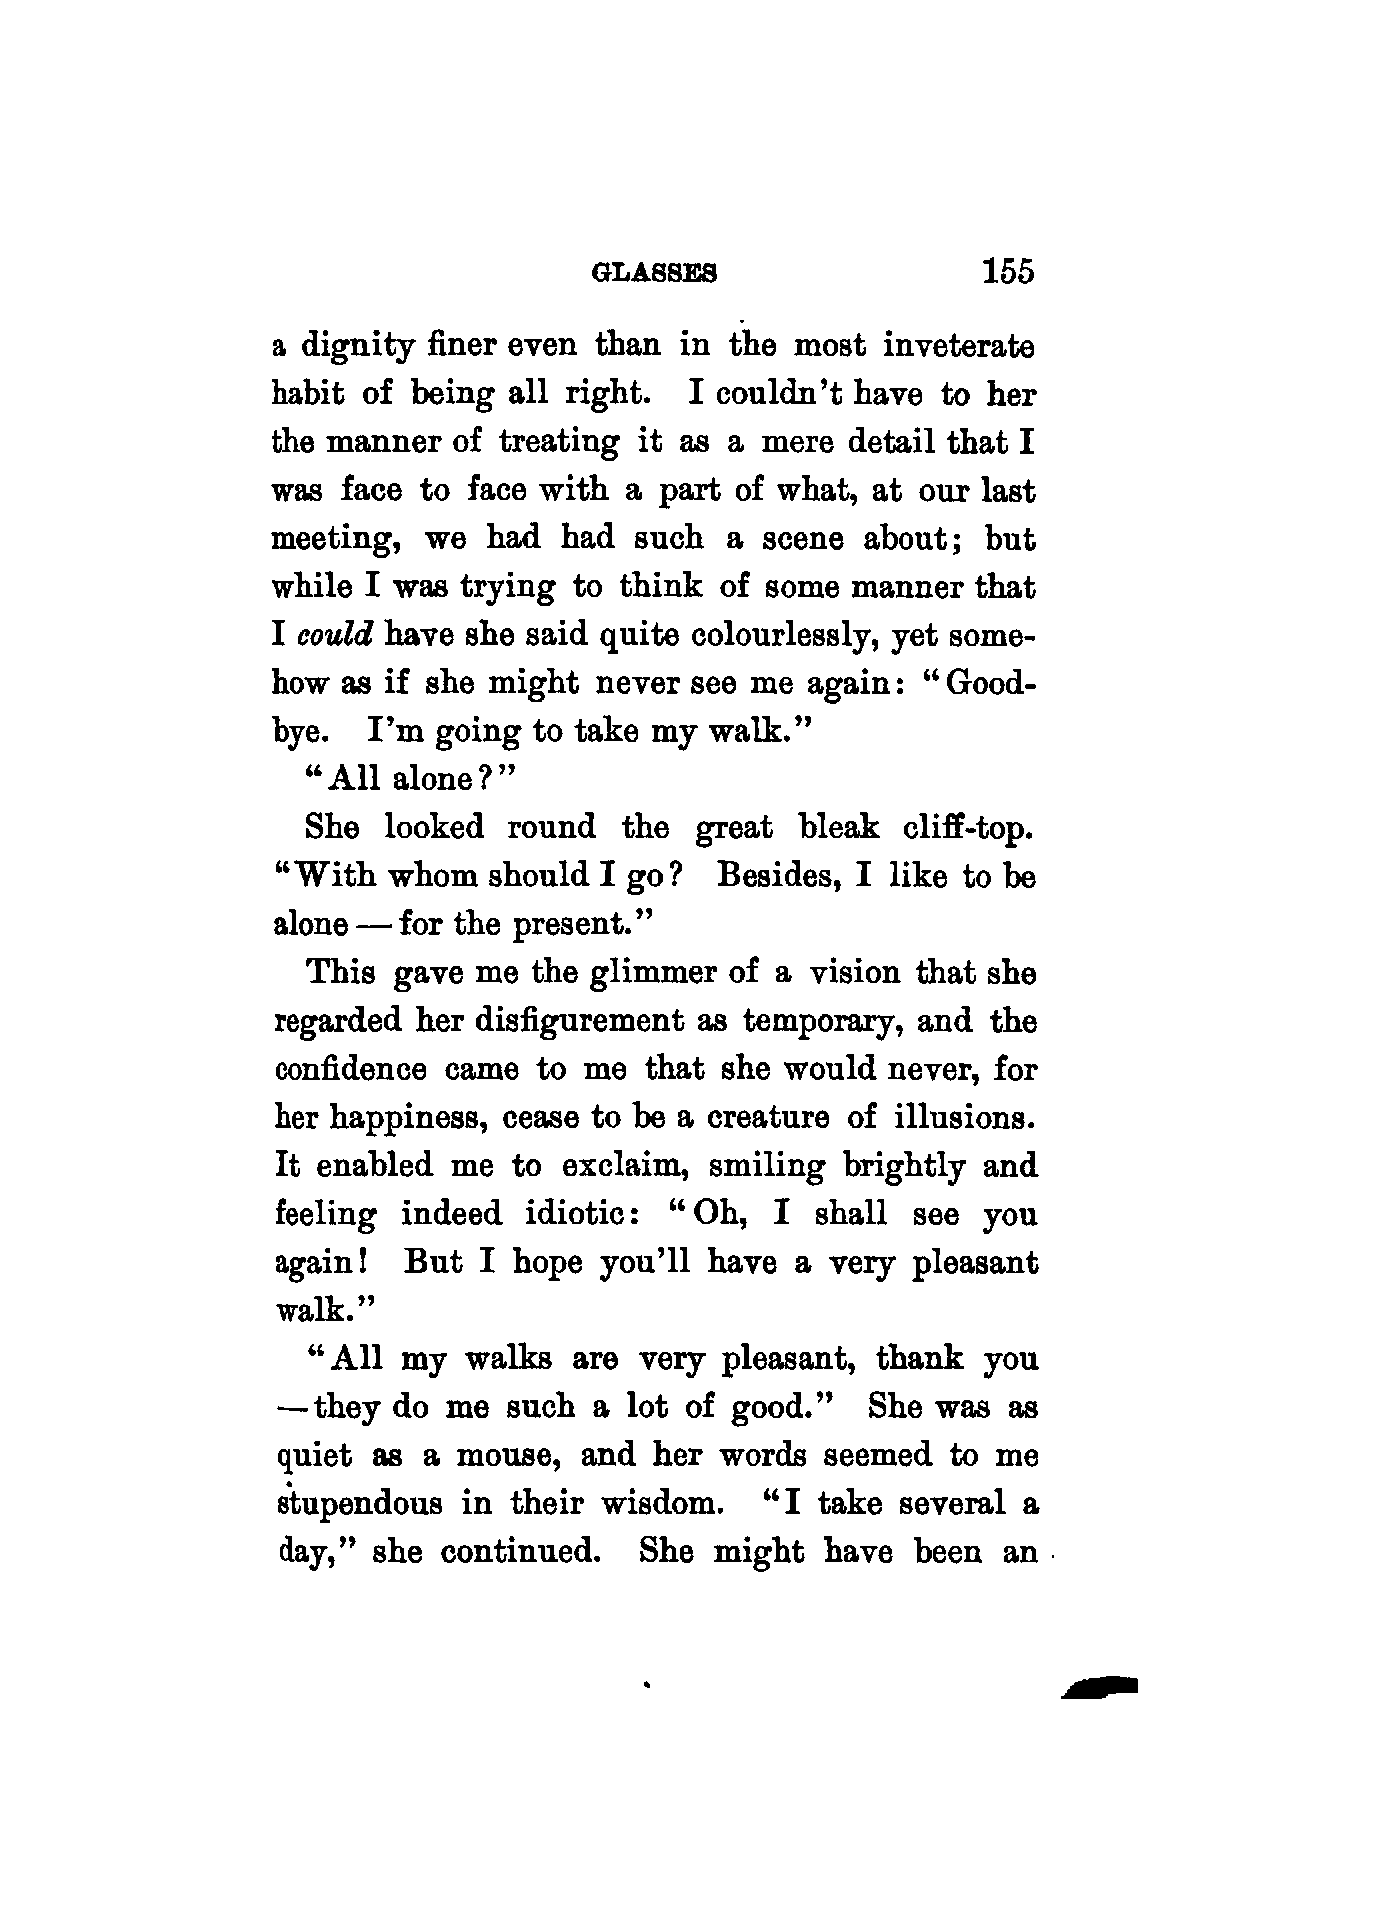 GLASSES 155
a dignity finer even than in the most inveterate
habit of being all right. I couldn't have to her
the manner of treating it as a mere detail that I
was face to face with a part of what, at our last
meeting, we had had such a scene about; but
while I was trying to think of some manner that
I could have she said quite colourlessly, yet some-
how as if she might never see me again: "Good-
bye. I'm going to take my walk."
"All alone?"
She looked round the great bleak cliff-top.
"With whom should I go? Besides, I like to be
alone — for the present."
This gave me the glimmer of a vision that she
regarded her disfigurement as temporary, and the
confidence came to me that she would never, for
her happiness, cease to be a creature of illusions.
It enabled me to exclaim, smiling brightly and
feeling indeed idiotic: "Oh, I shall see you
again! But I hope you'll have a very pleasant
walk."
"All my walks are very pleasant, thank you
—they do me such a lot of good." She was as
quiet as a mouse, and her words seemed to me
stupendous in their wisdom. "I take several a
day," she continued. She might have been an